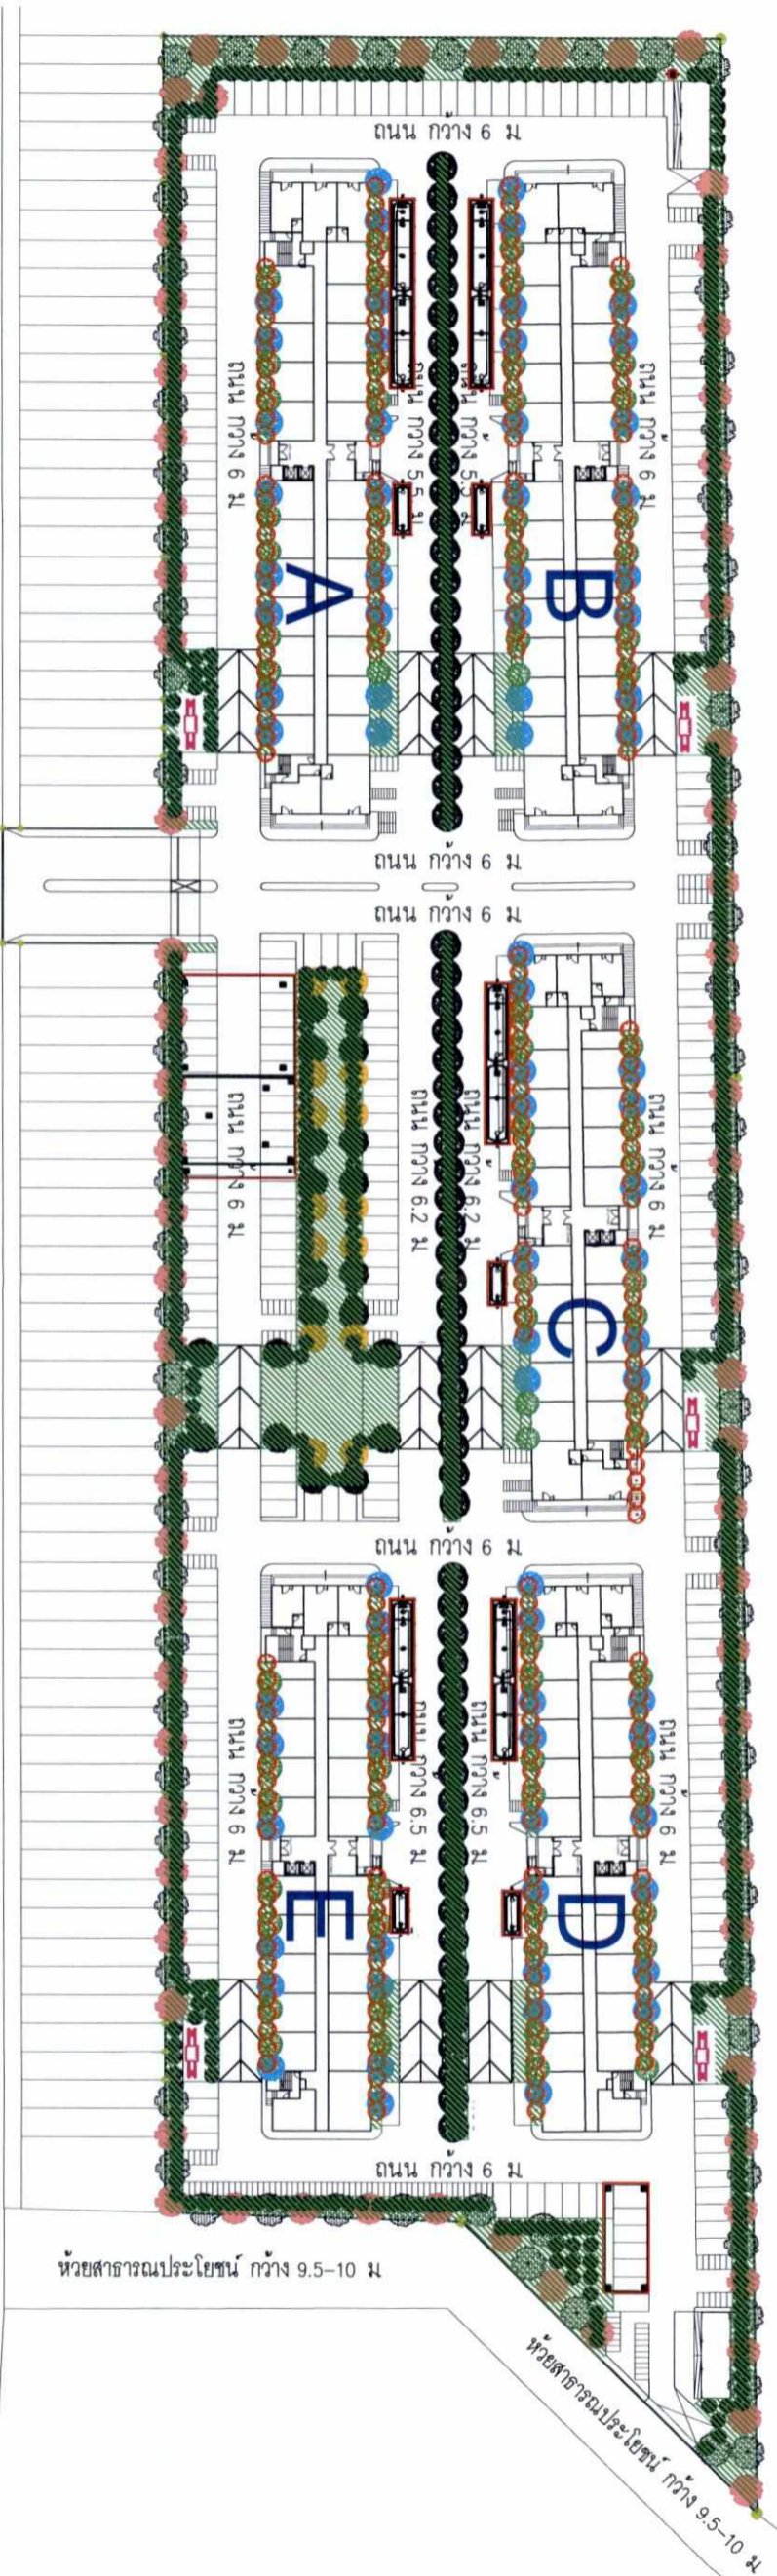 ถนน กว้าง 6 ม
ถนน กว้าง 6 ม
ถนน กว้าง 5.5 ม
ถนน กว้าง 5.5 ม
ถนน กว้าง 6 ม
A
B
ถนน กว้าง 6 ม
ถนน กว้าง 6 ม
ถนน กว้าง 6 ม
ถนน กว้าง 6.2 ม
ถนน กว้าง 6.2 ม
ถนน กว้าง 6 ม
C
ถนน กว้าง 6 ม
ถนน กว้าง 6 ม
ถนน กว้าง 6.5 ม
ถนน กว้าง 6.5 ม
ถนน กว้าง 6 ม
E
D
ถนน กว้าง 6 ม
ห้วยสาธารณประโยชน์ กว้าง 9.5-10 ม
ห้วยสาธารณประโยชน์ กว้าง 9.5-10 ม